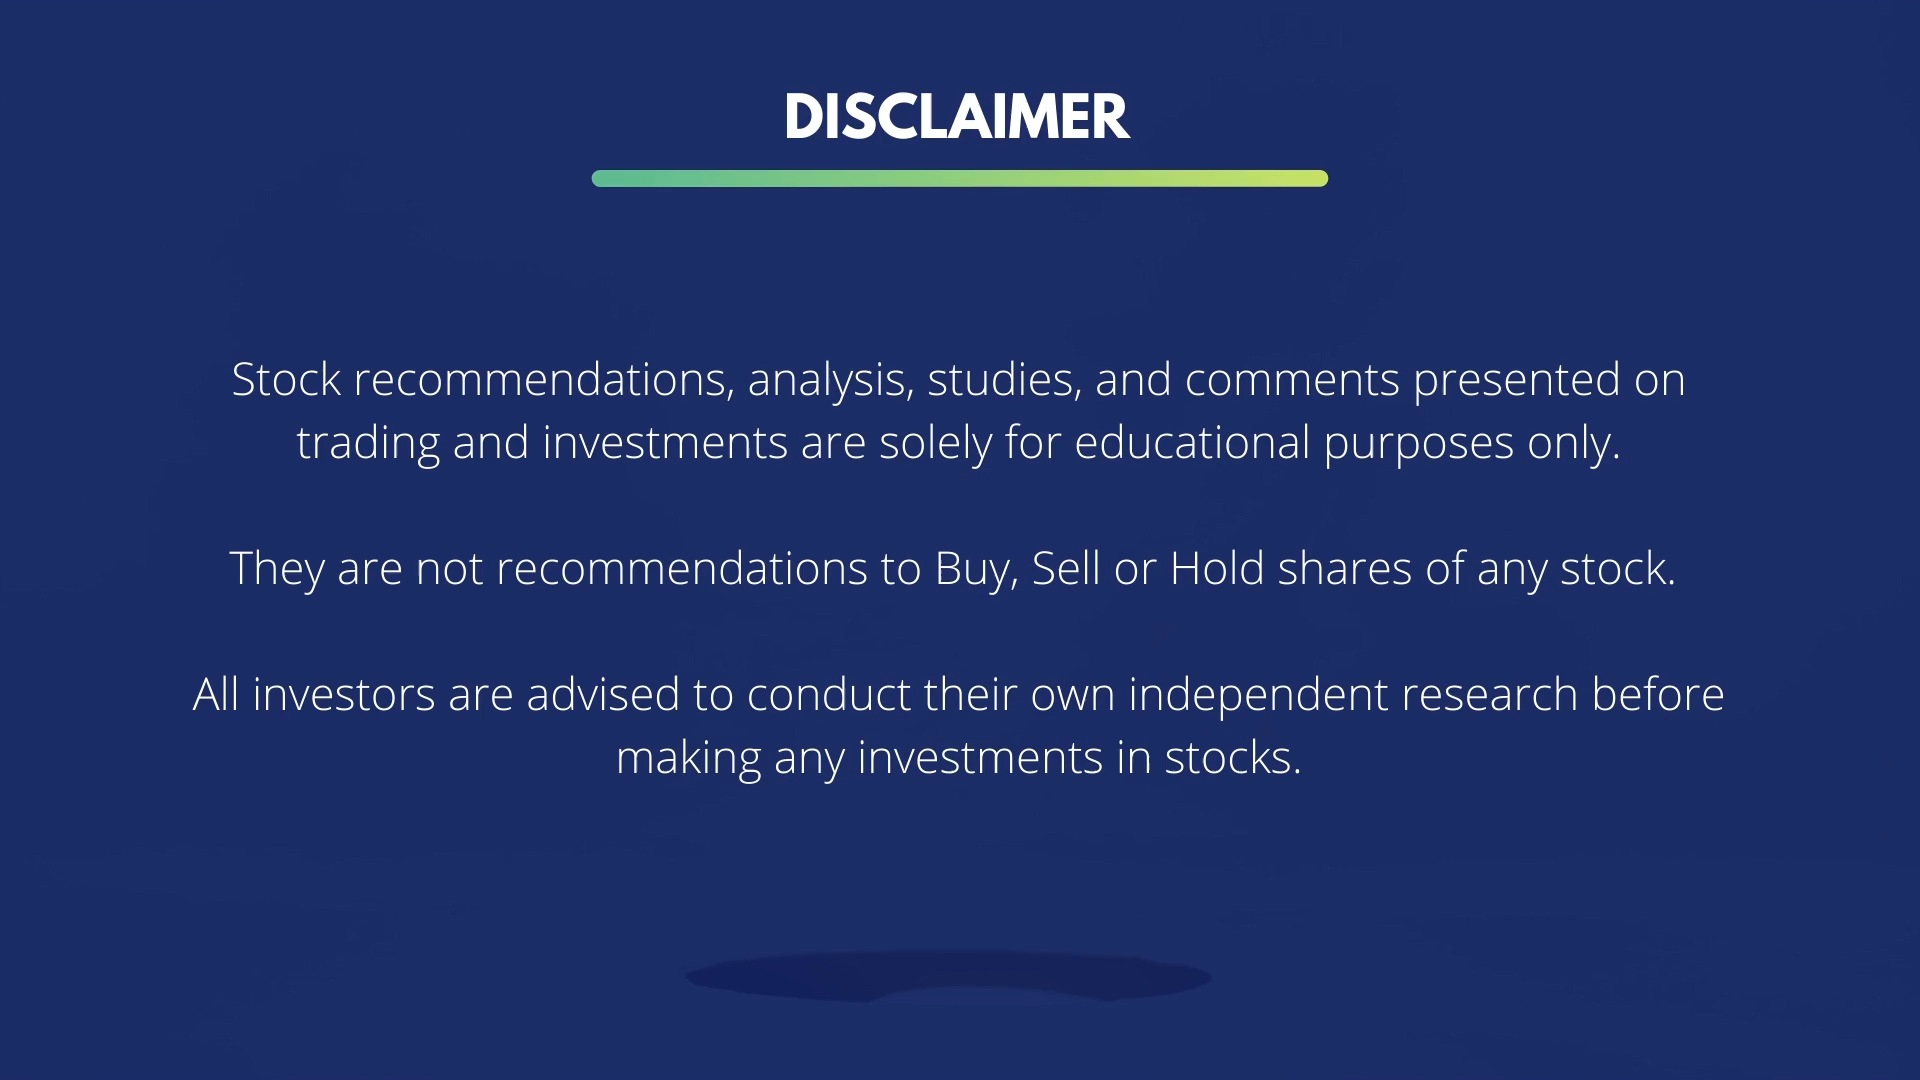 DISCLAIMER
Stock recommendations, analysis, studies, and comments presented on
trading and investments are solely for educational purposes only.
They are not recommendations to Buy, Sell or Hold shares of any stock.
All investors are advised to conduct their own independent research before
making any investments in stocks.